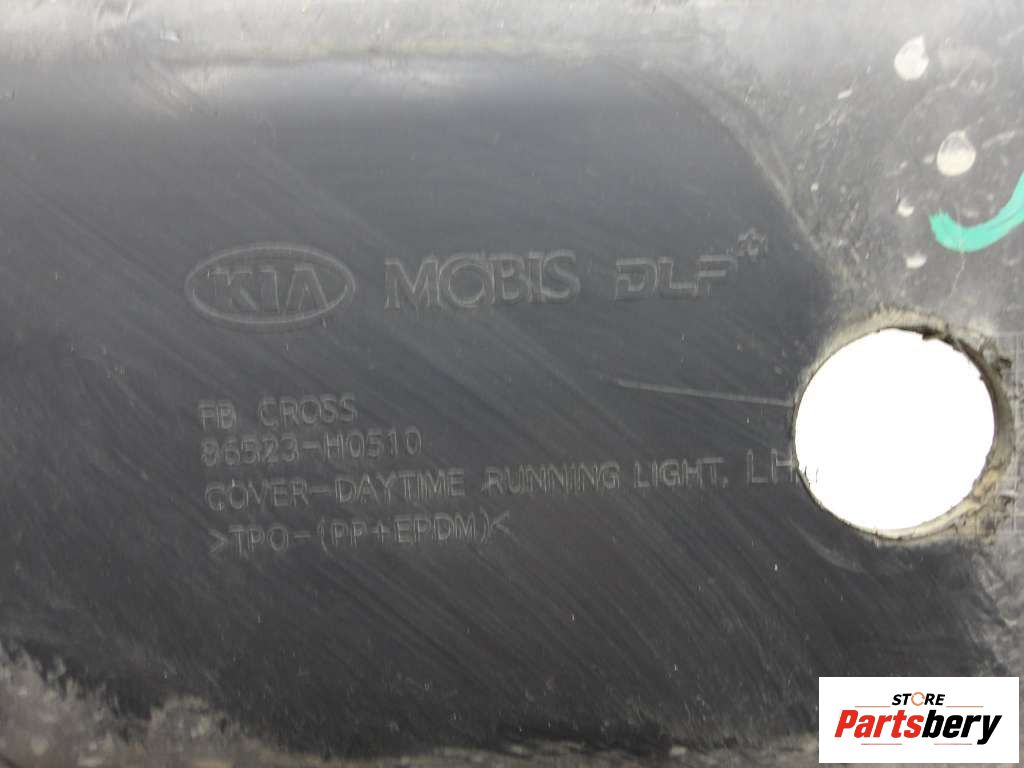 KIA MOBIS DLF
FB CROSS
86523-H0510
COVER-DAYTIME RUNNING LIGHT, LH
>TPO-(PP+EPDM)<
STORE
Partsbery